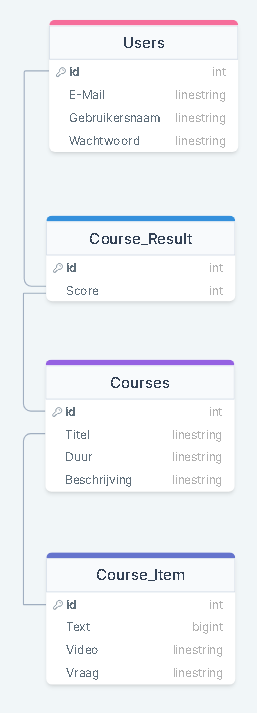 Users
id int
E-Mail linestring
Gebruikersnaam linestring
Wachtwoord linestring
Course_Result
id int
Score int
Courses
id int
Titel linestring
Duur linestring
Beschrijving linestring
Course_Item
id int
Text bigint
Video linestring
Vraag linestring